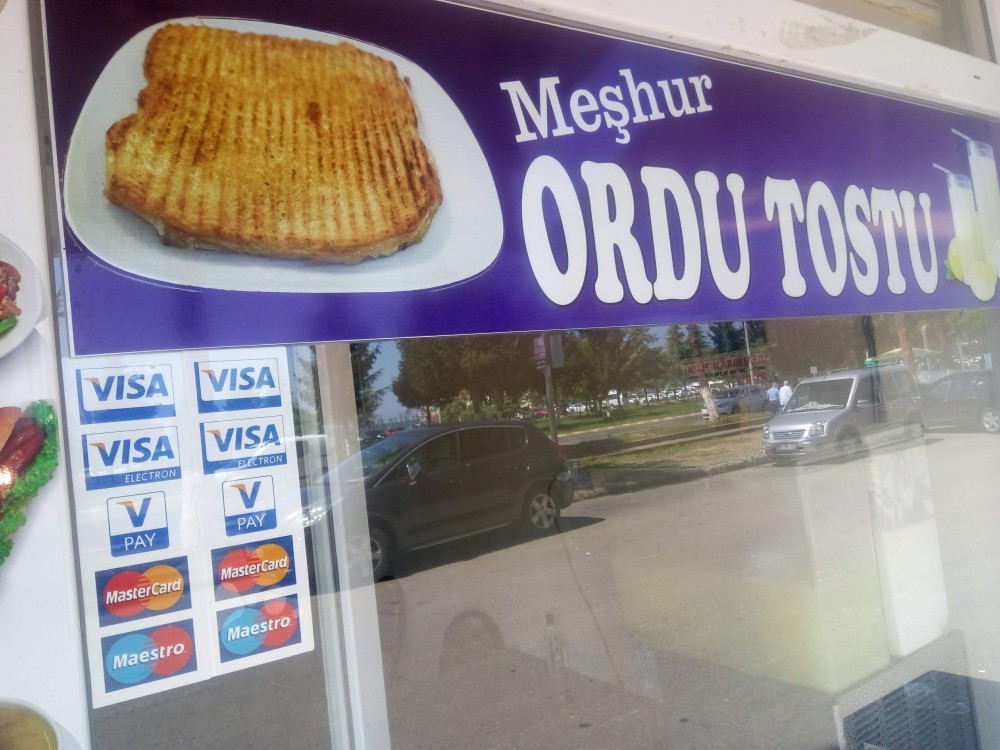 Meşhur
ORDU TOSTU
VISA
VISA
VISA
ELECTRON
VISA
ELECTRON
V
PAY
V
PAY
MasterCard
MasterCard
Maestro
Maestro